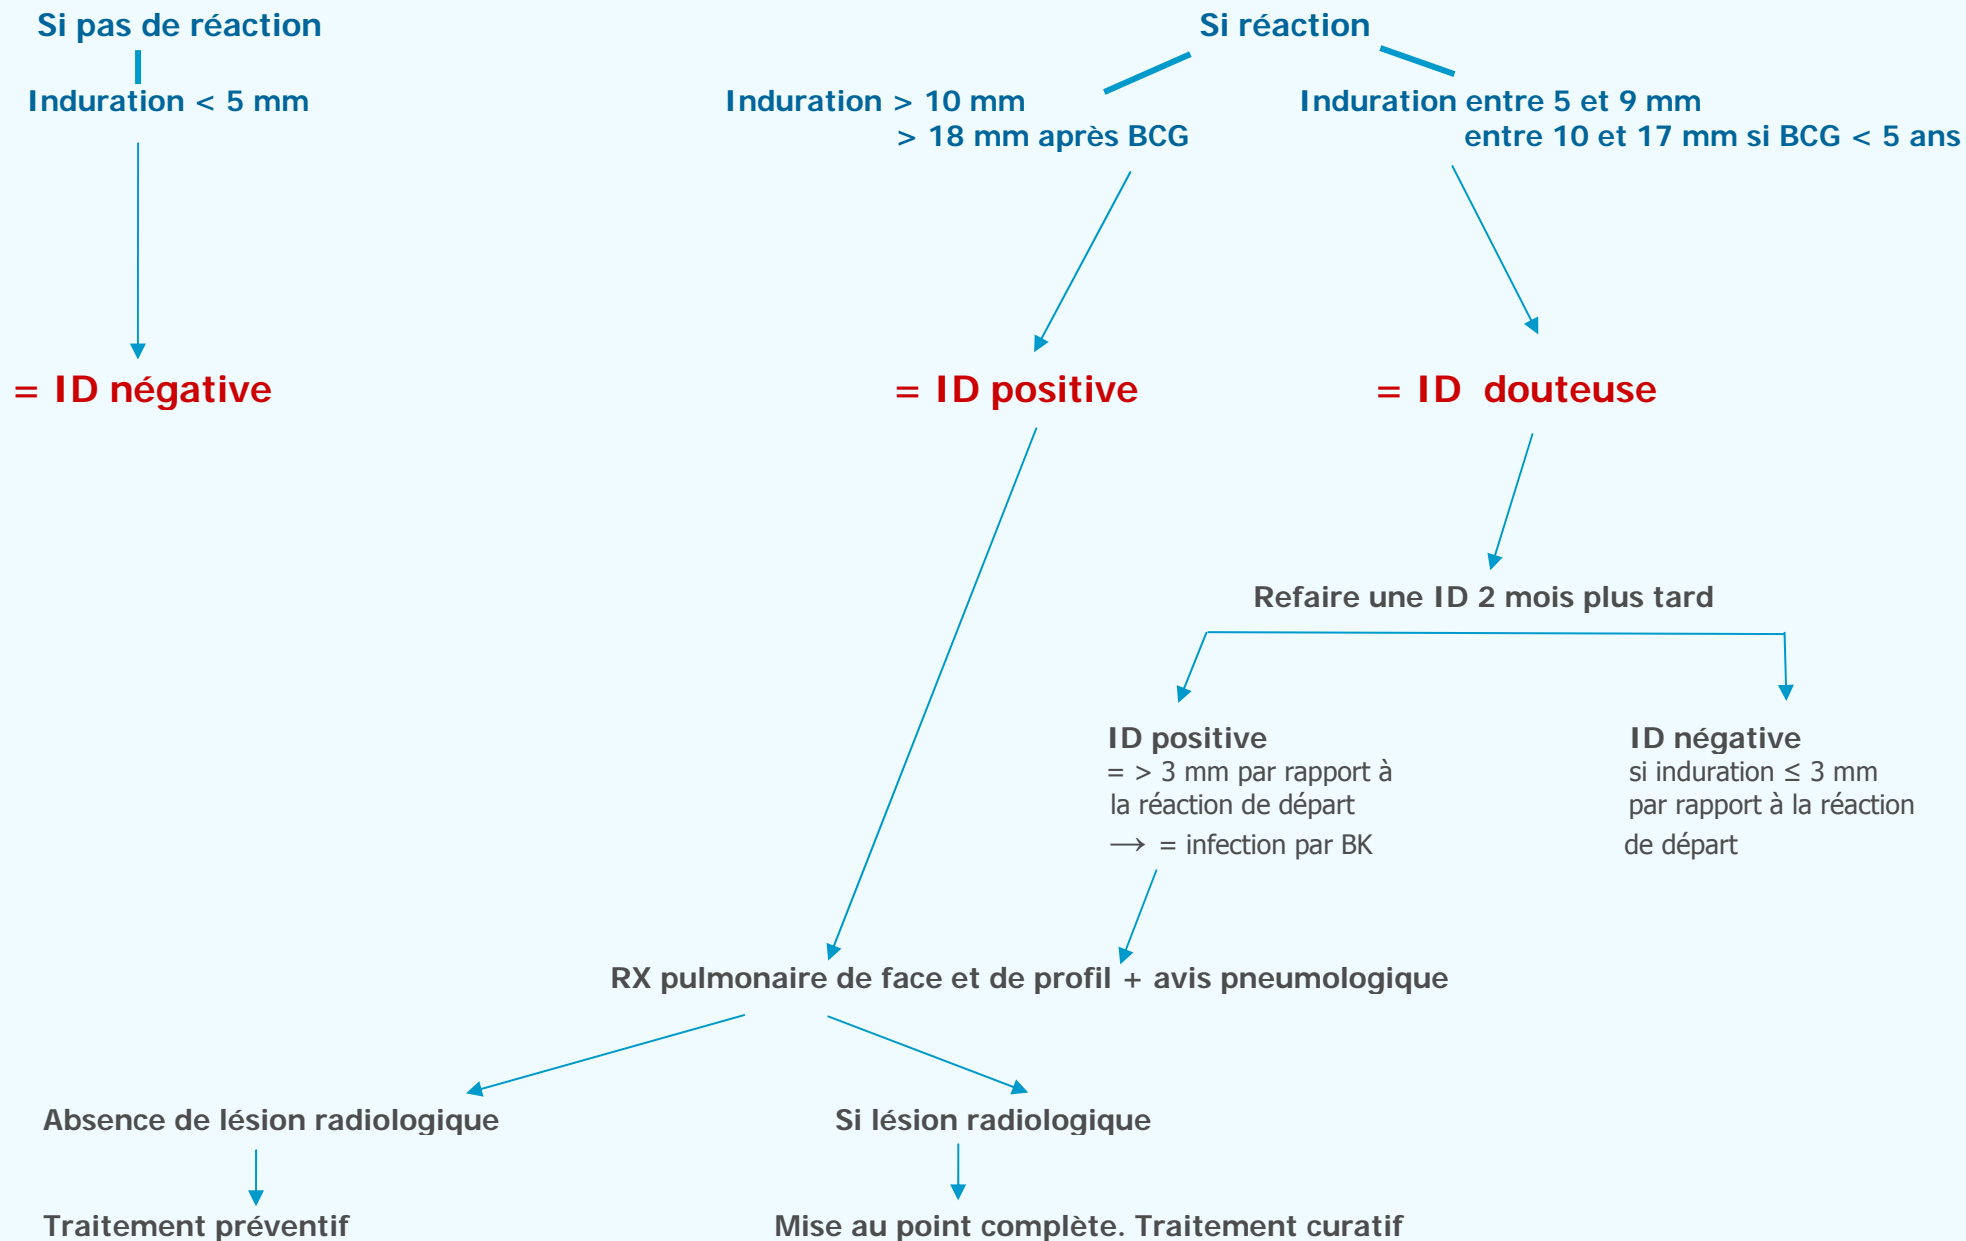 Si pas de réaction
Si réaction
Induration < 5 mm
Induration > 10 mm
> 18 mm après BCG
Induration entre 5 et 9 mm
entre 10 et 17 mm si BCG < 5 ans
= ID négative
= ID positive
= ID douteuse
Refaire une ID 2 mois plus tard
ID positive
= > 3 mm par rapport à
la réaction de départ
→ = infection par BK
ID négative
si induration ≤ 3 mm
par rapport à la réaction
de départ
RX pulmonaire de face et de profil + avis pneumologique
Absence de lésion radiologique
Si lésion radiologique
Traitement préventif
Mise au point complète. Traitement curatif